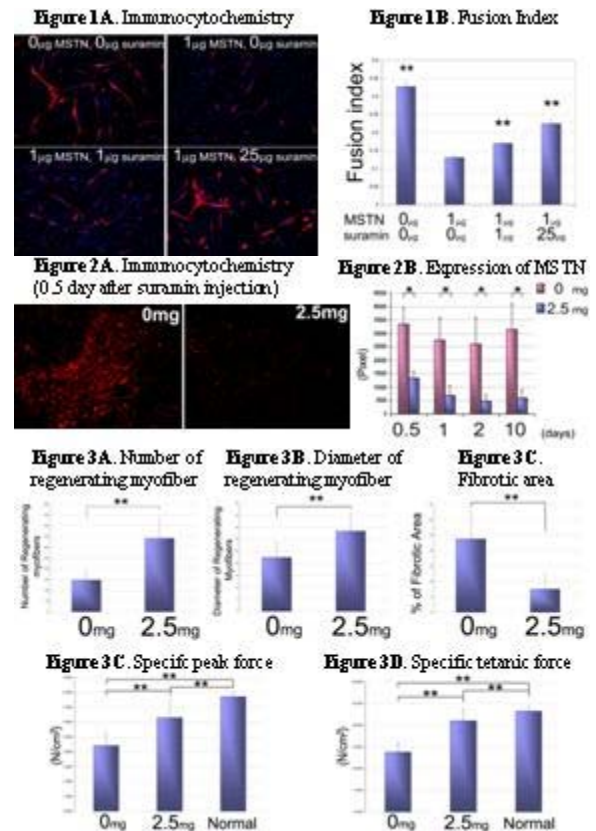 Figure 1A. Immunocytochemistry
0µg MSTN, 0µg suramin
1µg MSTN, 0µg suramin
1µg MSTN, 1µg suramin
1µg MSTN, 25µg suramin
Figure 1B. Fusion Index
Fusion index
**
**
**
MSTN 0µg 1µg 1µg 1µg
suramin 0µg 0µg 1µg 25µg
Figure 2A. Immunocytochemistry
(0.5 day after suramin injection)
0mg
2.5mg
Figure 2B. Expression of MSTN
0 mg
2.5 mg
* * * *
(Pixel)
0.5 1 2 10 (days)
Figure 3A. Number of
regenerating myofiber
**
Number of Regenerating
myofibers
0mg 2.5mg
Figure 3B. Diameter of
regenerating myofiber
**
Diameter of Regenerating
Myofibers
0mg 2.5mg
Figure 3C.
Fibrotic area
**
% of Fibrotic Area
0mg 2.5mg
Figure 3C. Specifc peak force
**
** **
(N/cm²)
0mg 2.5mg Normal
Figure 3D. Specific tetanic force
**
** **
(N/cm²)
0mg 2.5mg Normal